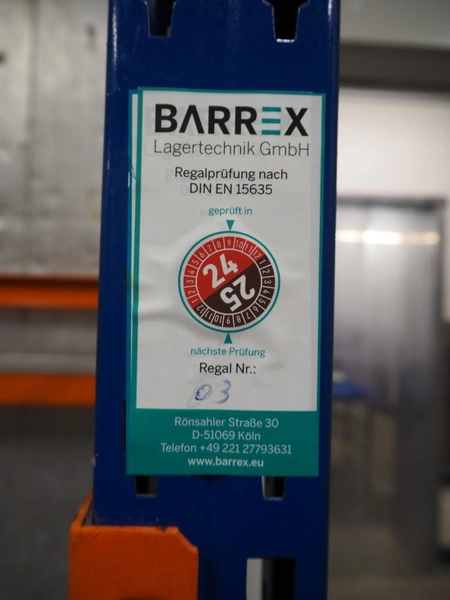 BARREX
Lagertechnik GmbH
Regalprüfung nach
DIN EN 15635
geprüft in
24
25
nächste Prüfung
Regal Nr.:
03
Rönsahler Straße 30
D-51069 Köln
Telefon +49 221 27793631
www.barrex.eu